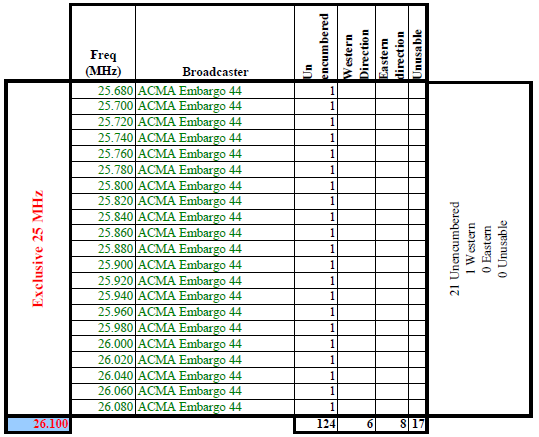 Freq (MHz) Broadcaster Un encumbered Western Direction Eastern direction Unusable
Exclusive 25 MHz
25.680 ACMA Embargo 44 1
25.700 ACMA Embargo 44 1
25.720 ACMA Embargo 44 1
25.740 ACMA Embargo 44 1
25.760 ACMA Embargo 44 1
25.780 ACMA Embargo 44 1
25.800 ACMA Embargo 44 1
25.820 ACMA Embargo 44 1
25.840 ACMA Embargo 44 1
25.860 ACMA Embargo 44 1
25.880 ACMA Embargo 44 1
25.900 ACMA Embargo 44 1
25.920 ACMA Embargo 44 1
25.940 ACMA Embargo 44 1
25.960 ACMA Embargo 44 1
25.980 ACMA Embargo 44 1
26.000 ACMA Embargo 44 1
26.020 ACMA Embargo 44 1
26.040 ACMA Embargo 44 1
26.060 ACMA Embargo 44 1
26.080 ACMA Embargo 44 1
21 Unencumbered
1 Western
0 Eastern
0 Unusable
26.100 124 6 8 17